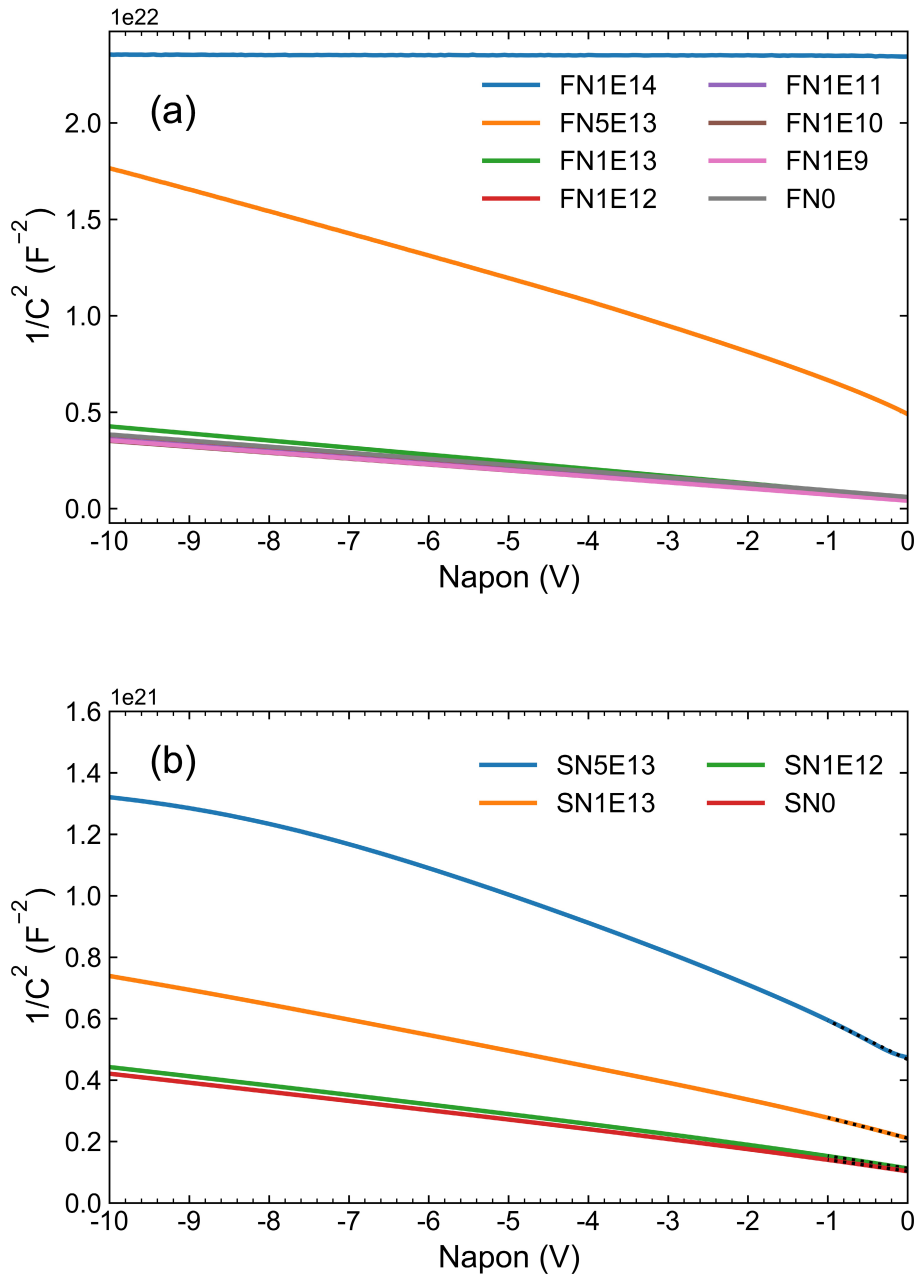 1e22
(a)
FN1E14 FN1E11
FN5E13 FN1E10
FN1E13 FN1E9
FN1E12 FN0
2.0
1.5
1.0
0.5
0.0
1/C² (F⁻²)
-10 -9 -8 -7 -6 -5 -4 -3 -2 -1 0
Napon (V)
1e21
(b)
SN5E13 SN1E12
SN1E13 SN0
1.6
1.4
1.2
1.0
0.8
0.6
0.4
0.2
0.0
1/C² (F⁻²)
-10 -9 -8 -7 -6 -5 -4 -3 -2 -1 0
Napon (V)